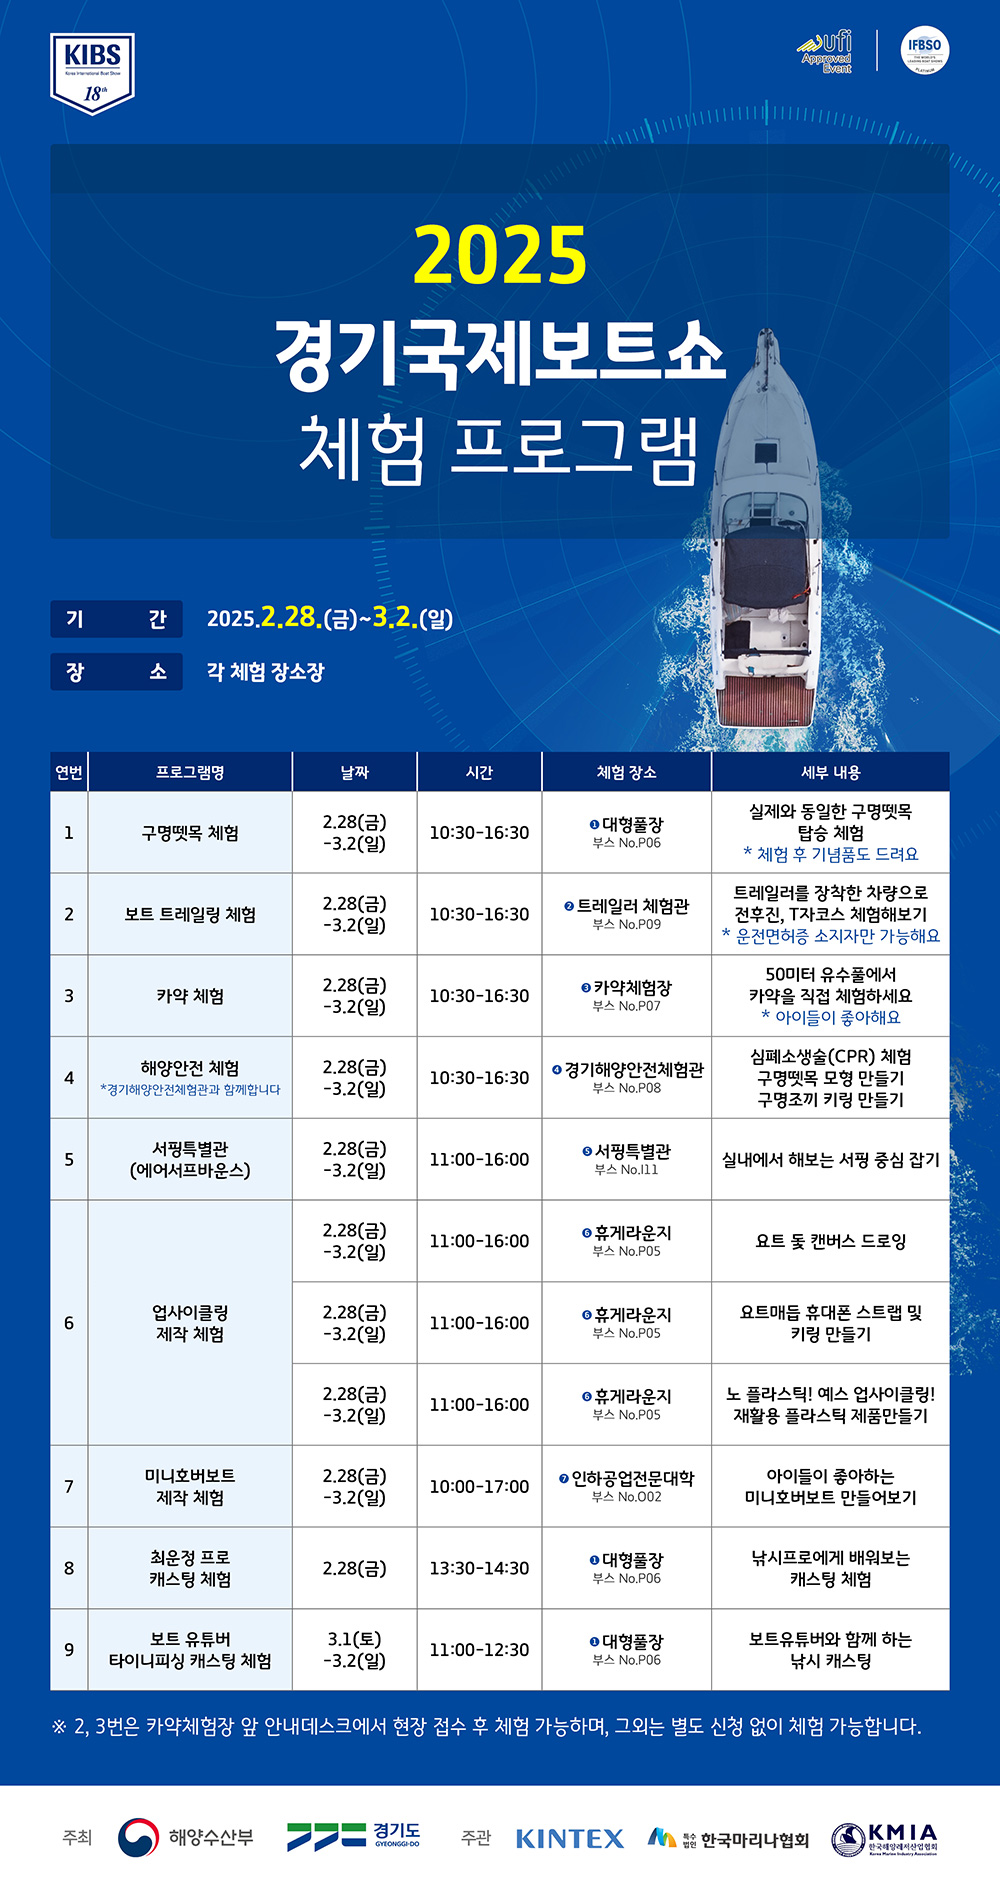 KIBS
Korea International Boat Show
18th
ufi
Approved
Event
IFBSO
THE WORLD'S
LEADING BOAT SHOWS
PLATINUM
2025
경기국제보트쇼
체험 프로그램
기 간 2025.2.28.(금)~3.2.(일)
장 소 각 체험 장소장
연번 프로그램명 날짜 시간 체험 장소 세부 내용
1 구명뗏목 체험 2.28(금) -3.2(일) 10:30-16:30 ❶대형풀장 부스 No.P06 실제와 동일한 구명뗏목 탑승 체험 * 체험 후 기념품도 드려요
2 보트 트레일링 체험 2.28(금) -3.2(일) 10:30-16:30 ❷트레일러 체험관 부스 No.P09 트레일러를 장착한 차량으로 전후진, T자코스 체험해보기 * 운전면허증 소지자만 가능해요
3 카약 체험 2.28(금) -3.2(일) 10:30-16:30 ❸카약체험장 부스 No.P07 50미터 유수풀에서 카약을 직접 체험하세요 * 아이들이 좋아해요
4 해양안전 체험 *경기해양안전체험관과 함께합니다 2.28(금) -3.2(일) 10:30-16:30 ❹경기해양안전체험관 부스 No.P08 심폐소생술(CPR) 체험 구명뗏목 모형 만들기 구명조끼 키링 만들기
5 서핑특별관 (에어서프바운스) 2.28(금) -3.2(일) 11:00-16:00 ❺서핑특별관 부스 No.I11 실내에서 해보는 서핑 중심 잡기
6 업사이클링 제작 체험 2.28(금) -3.2(일) 11:00-16:00 ❻휴게라운지 부스 No.P05 요트 돛 캔버스 드로잉
2.28(금) -3.2(일) 11:00-16:00 ❻휴게라운지 부스 No.P05 요트매듭 휴대폰 스트랩 및 키링 만들기
2.28(금) -3.2(일) 11:00-16:00 ❻휴게라운지 부스 No.P05 노 플라스틱! 예스 업사이클링! 재활용 플라스틱 제품만들기
7 미니호버보트 제작 체험 2.28(금) -3.2(일) 10:00-17:00 ❼인하공업전문대학 부스 No.O02 아이들이 좋아하는 미니호버보트 만들어보기
8 최운정 프로 캐스팅 체험 2.28(금) 13:30-14:30 ❶대형풀장 부스 No.P06 낚시프로에게 배워보는 캐스팅 체험
9 보트 유튜버 타이니피싱 캐스팅 체험 3.1(토) -3.2(일) 11:00-12:30 ❶대형풀장 부스 No.P06 보트유튜버와 함께 하는 낚시 캐스팅
※ 2, 3번은 카약체험장 앞 안내데스크에서 현장 접수 후 체험 가능하며, 그외는 별도 신청 없이 체험 가능합니다.
주최 해양수산부 경기도 GYEONGGI-DO 주관 KINTEX 특수법인 한국마리나협회 KMIA 한국해양레저산업협회 Korea Marine Industry Association